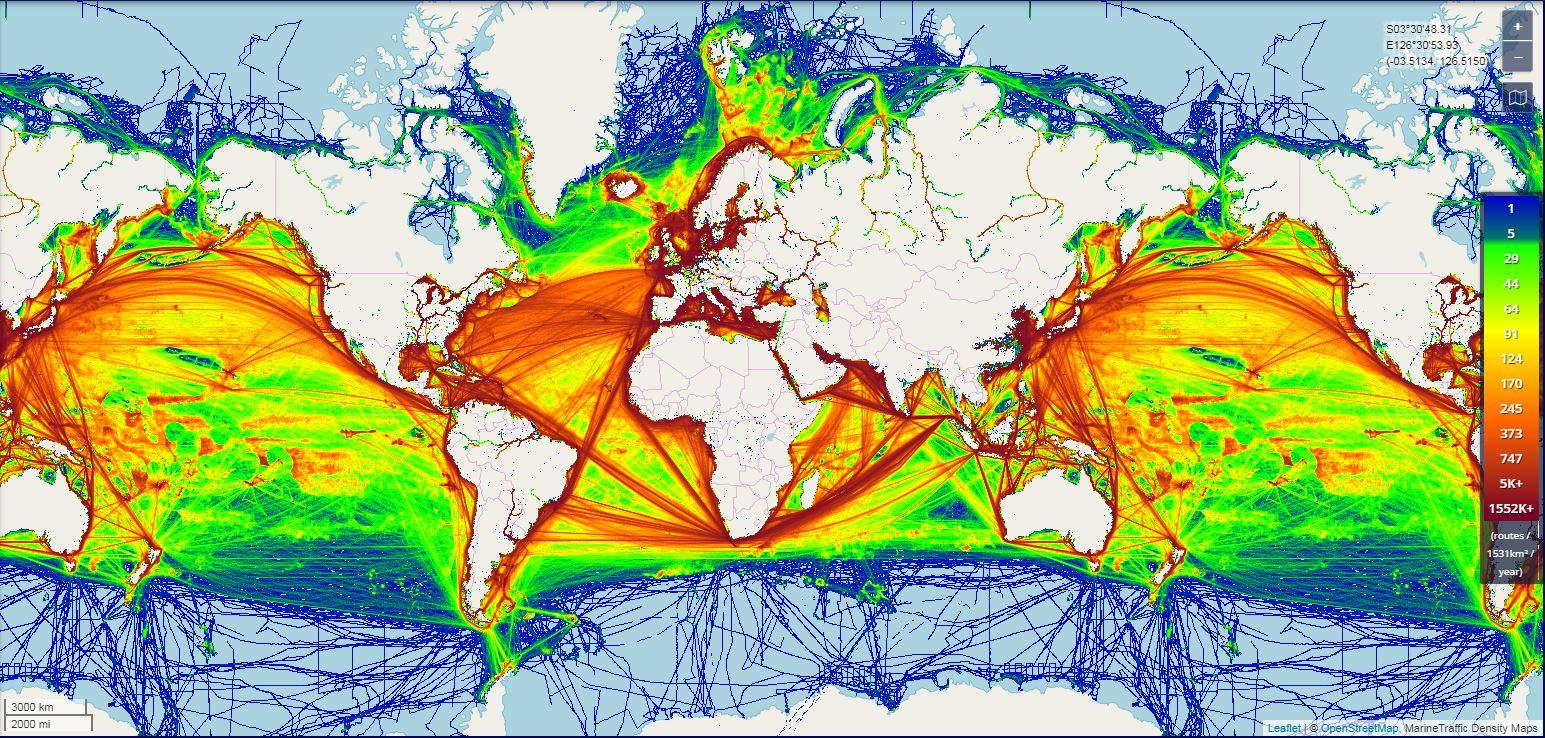 S03°30'48.31
E126°30'53.93
(-03.5134, 126.5150)
+
−
1
5
29
44
64
91
124
170
245
373
747
5K+
1552K+
(routes /
1531km² /
year)
3000 km
2000 mi
Leaflet | © OpenStreetMap, MarineTraffic Density Maps